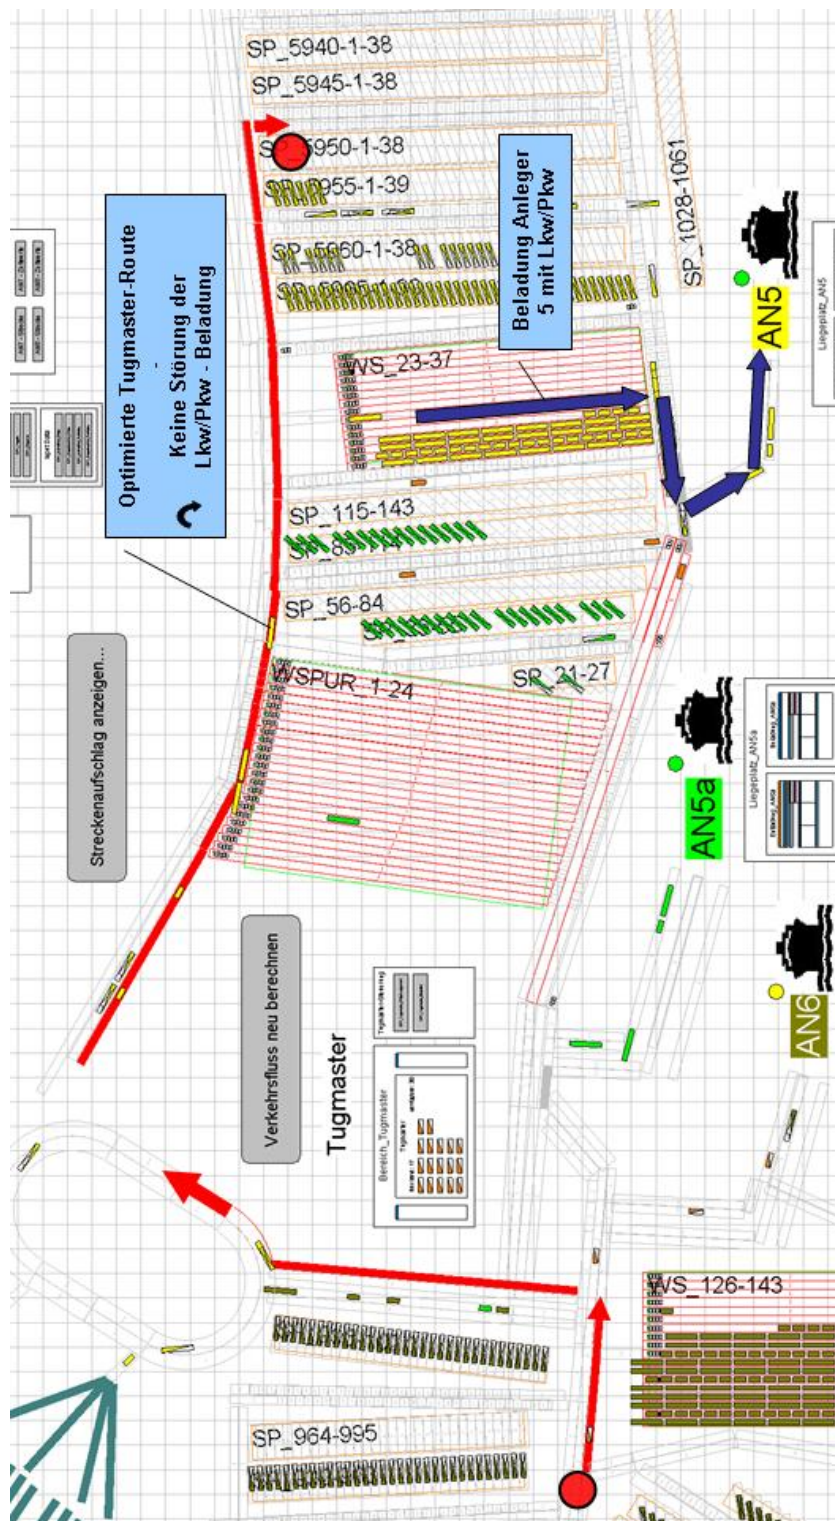 SP_5940-1-38
SP_5945-1-38
SP_5950-1-38
SP_5955-1-39
SP_5960-1-38
SP_1028-1061
Beladung Anleger
5 mit Lkw/Pkw
Optimierte Tugmaster-Route
-
Keine Störung der
Lkw/Pkw - Beladung
AN5
Liegeplatz_AN5
WS_23-37
SP_115-143
SP_56-84
SP_21-27
WSPUR_1-24
Streckenaufschlag anzeigen...
AN5a
Liegeplatz_AN5a
Verkehrsfluss neu berechnen
Tugmaster
Bereich_Tugmaster
Tugmaster
AN6
WS_126-143
SP_964-995